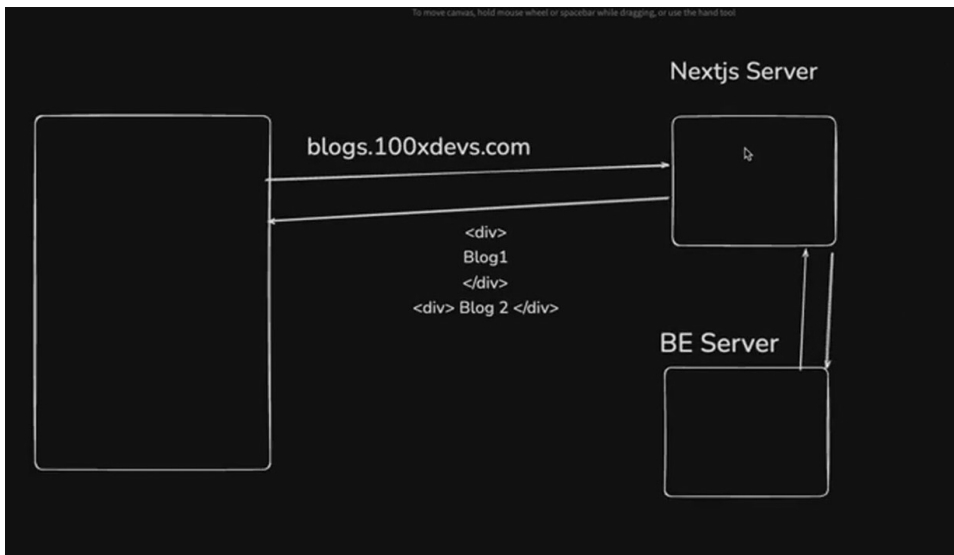 To move canvas, hold mouse wheel or spacebar while dragging, or use the hand tool
Nextjs Server
blogs.100xdevs.com
<div>
Blog1
</div>
<div> Blog 2 </div>
BE Server